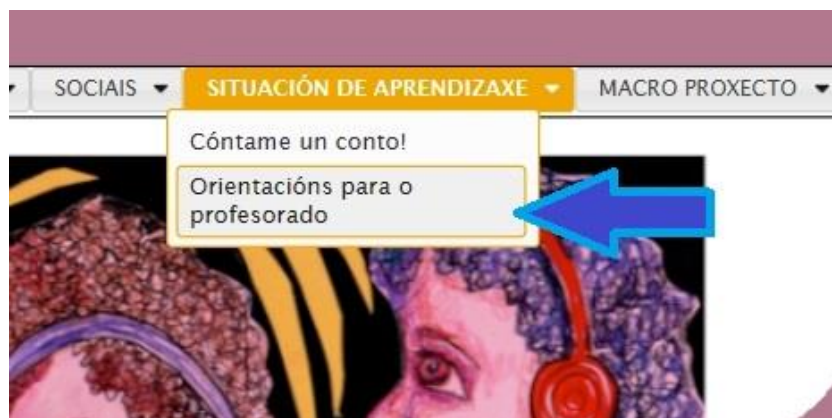 SOCIAIS SITUACIÓN DE APRENDIZAXE MACRO PROXECTO
Cóntame un conto!
Orientacións para o
profesorado